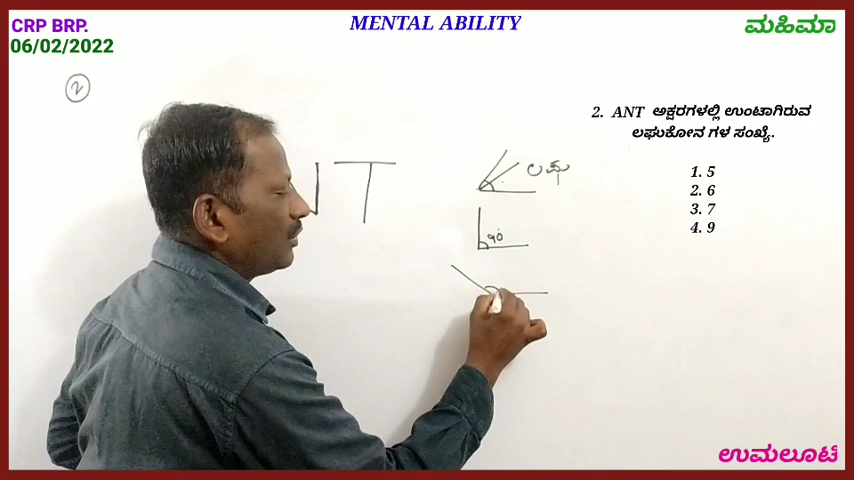 CRP BRP.
06/02/2022
MENTAL ABILITY
ಮಹಿಮಾ
2
2. ANT ಅಕ್ಷರಗಳಲ್ಲಿ ಉಂಟಾಗಿರುವ
ಲಘುಕೋನ ಗಳ ಸಂಖ್ಯೆ..
1. 5
2. 6
3. 7
4. 9
T
ಲಘು
90
ಉಮಲೂಟಿ